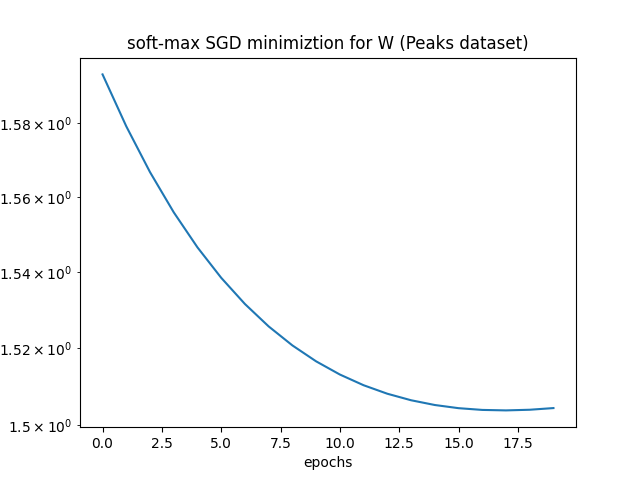 soft-max SGD minimiztion for W (Peaks dataset)
1.58 × 10⁰
1.56 × 10⁰
1.54 × 10⁰
1.52 × 10⁰
1.5 × 10⁰
0.0 2.5 5.0 7.5 10.0 12.5 15.0 17.5
epochs